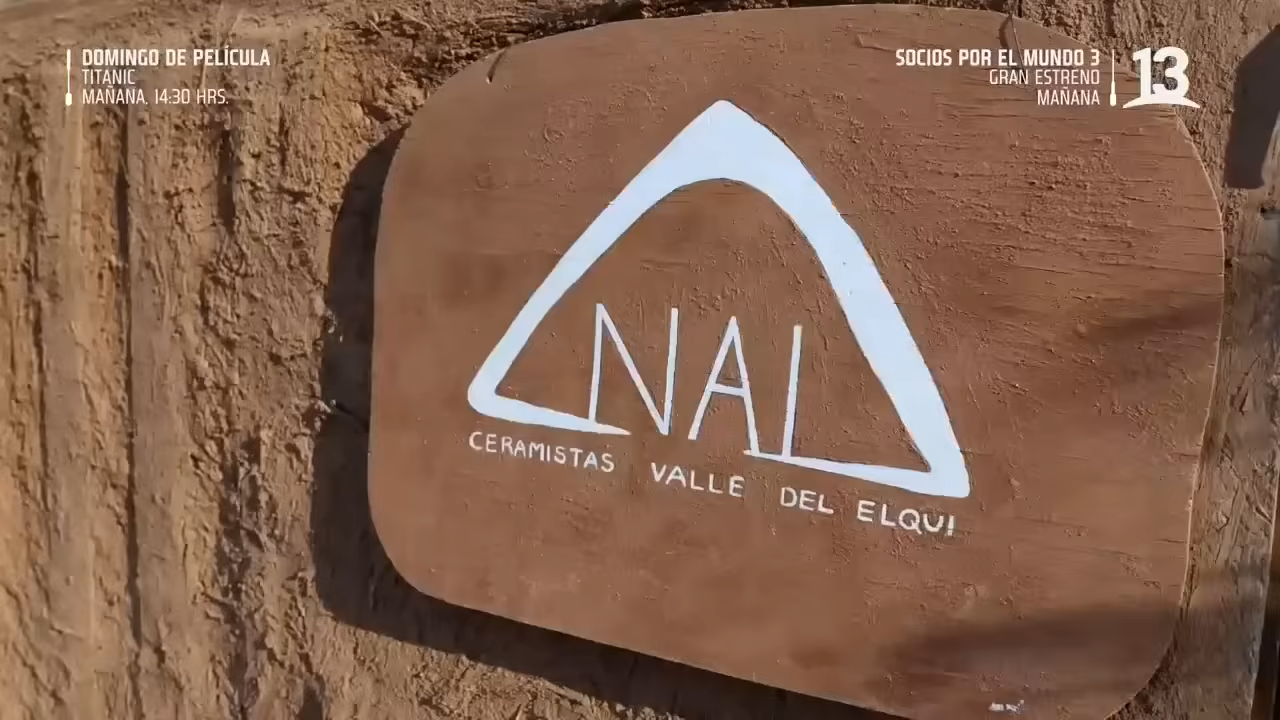 DOMINGO DE PELÍCULA
TITANIC
MAÑANA. 14:30 HRS.
SOCIOS POR EL MUNDO 3
GRAN ESTRENO
MAÑANA
13
NAL
CERAMISTAS VALLE DEL ELQUI